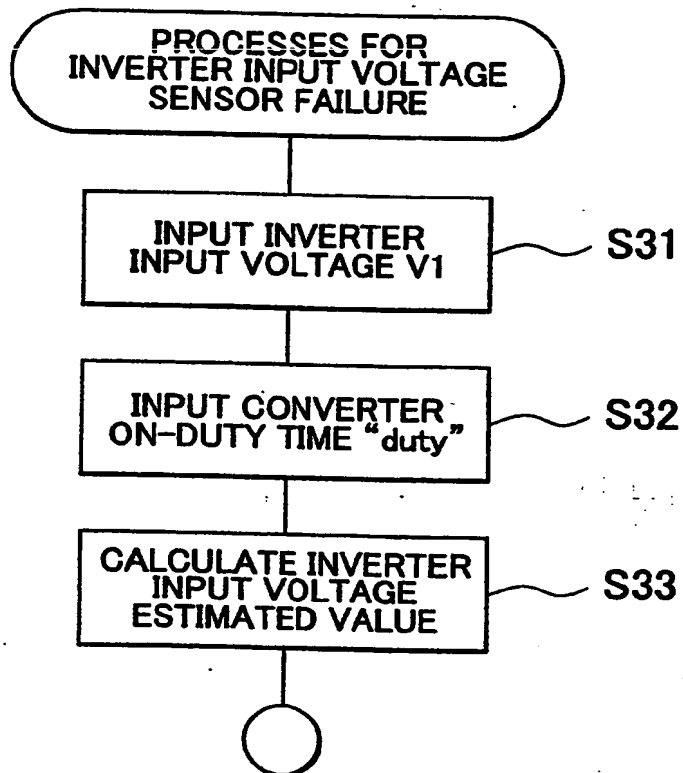 PROCESSES FOR
INVERTER INPUT VOLTAGE
SENSOR FAILURE
INPUT INVERTER
INPUT VOLTAGE V1
S31
INPUT CONVERTER
ON-DUTY TIME “duty”
S32
CALCULATE INVERTER
INPUT VOLTAGE
ESTIMATED VALUE
S33